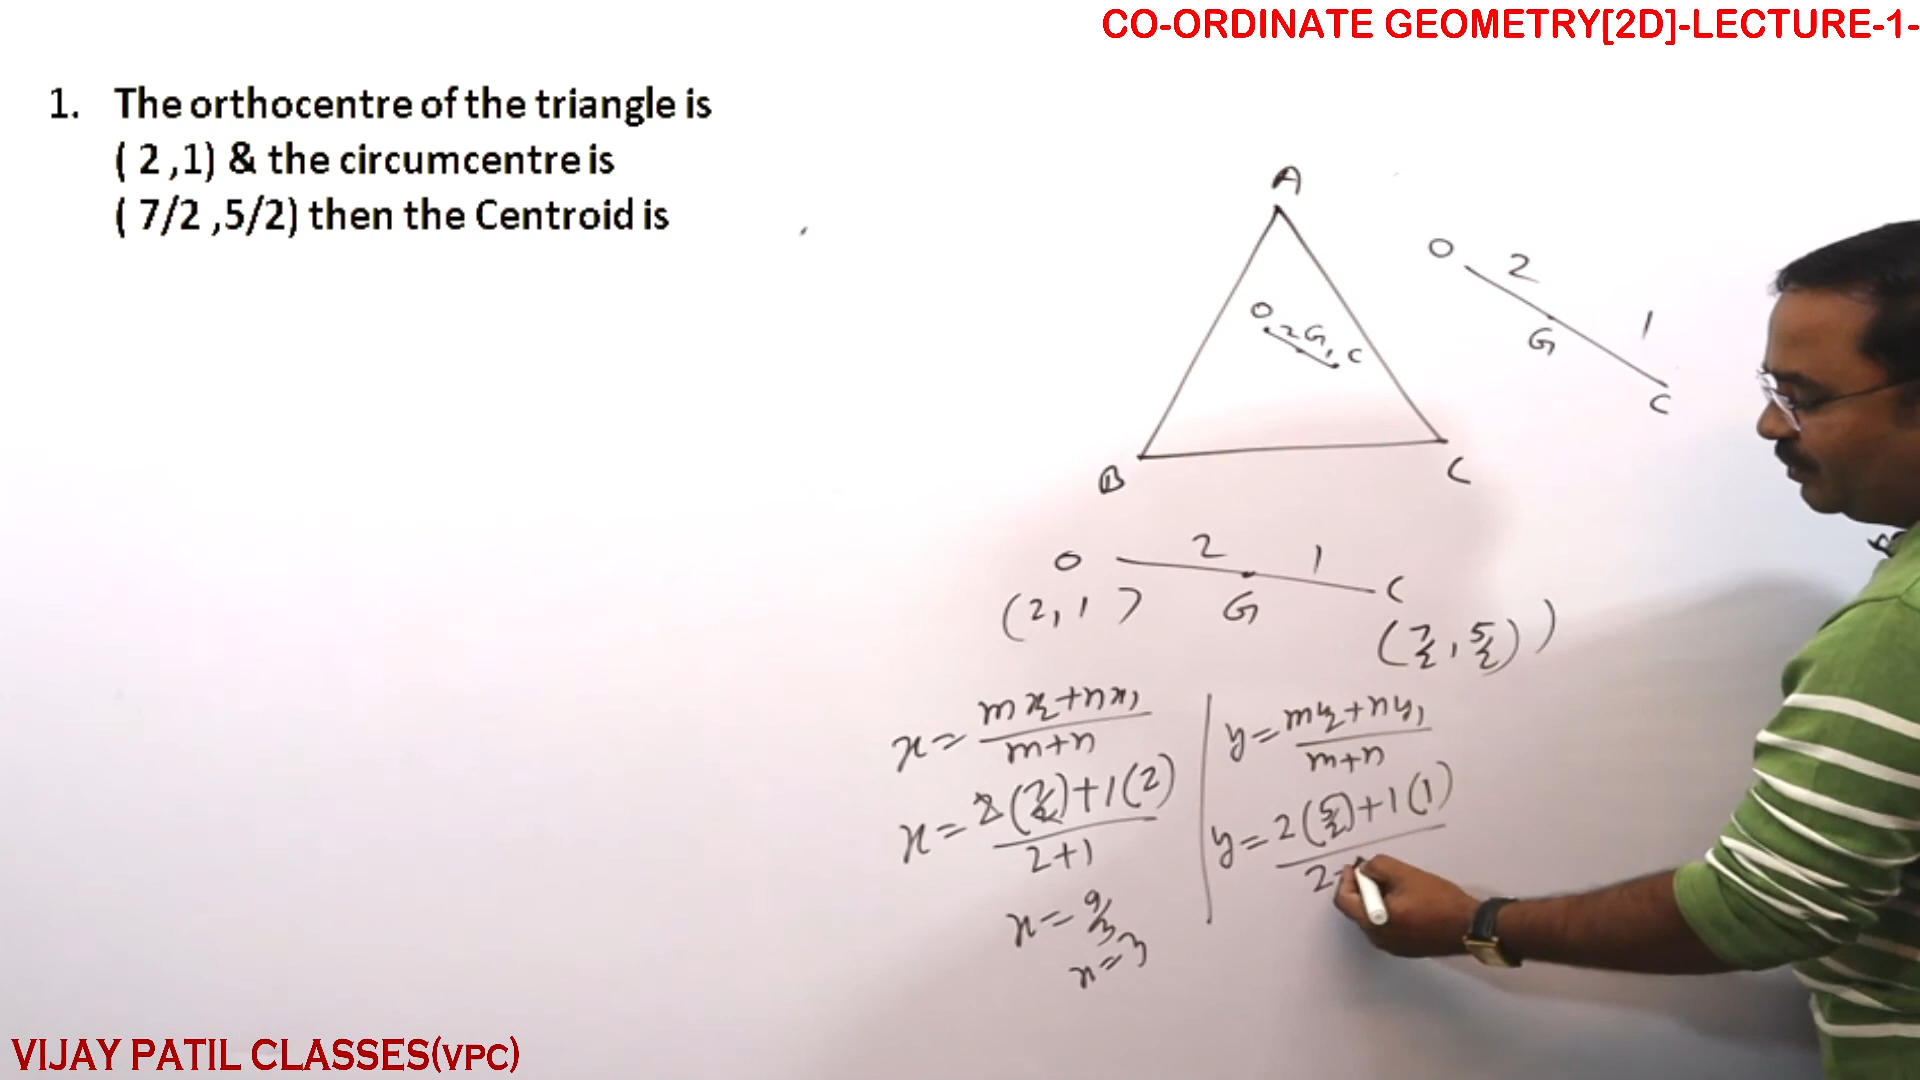 CO-ORDINATE GEOMETRY[2D]-LECTURE-1-
1. The orthocentre of the triangle is
( 2 ,1) & the circumcentre is
( 7/2 ,5/2) then the Centroid is
A
O 2 G 1 C
B C
O 2 G 1 C
O 2 G 1 C
(2, 1) (7/2, 5/2))
x = mx2+nx1 / m+n
y = my2+ny1 / m+n
x = 2(7/2)+1(2) / 2+1
y = 2(5/2)+1(1) / 2+
x = 9/3
x = 3
VIJAY PATIL CLASSES(VPC)